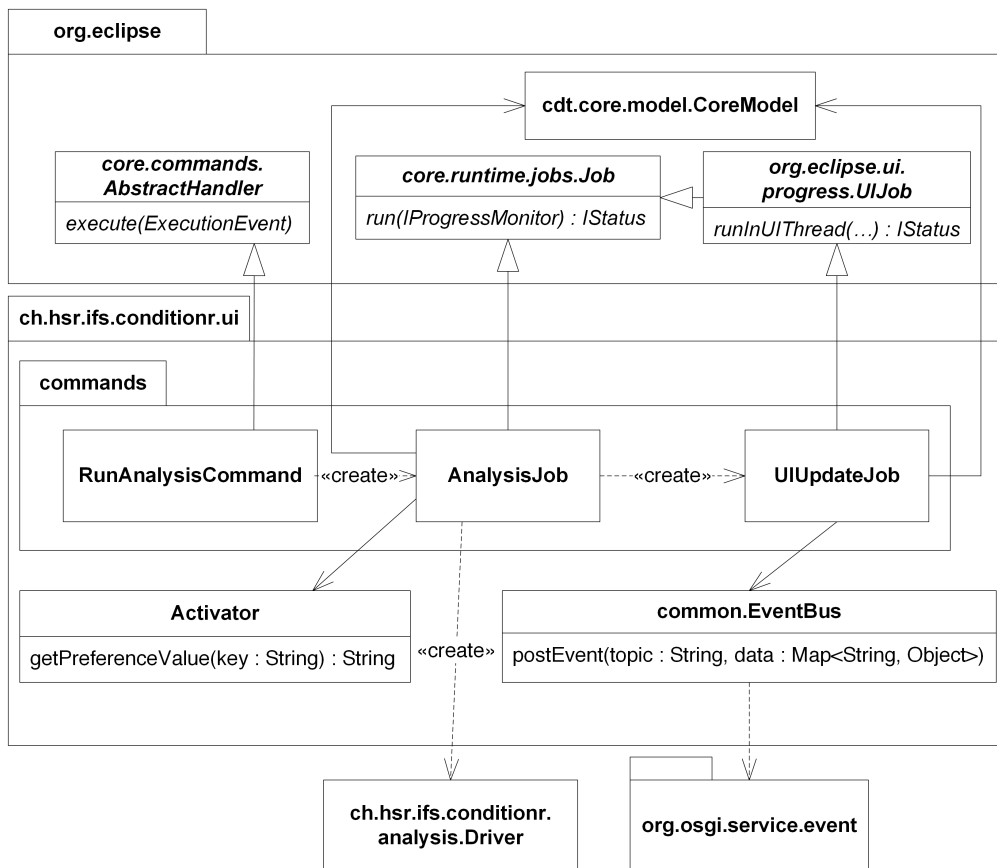 org.eclipse
cdt.core.model.CoreModel
core.commands.
AbstractHandler
execute(ExecutionEvent)
core.runtime.jobs.Job
run(IProgressMonitor) : IStatus
org.eclipse.ui.
progress.UIJob
runInUIThread(…) : IStatus
ch.hsr.ifs.conditionr.ui
commands
RunAnalysisCommand
«create»
AnalysisJob
«create»
UIUpdateJob
Activator
getPreferenceValue(key : String) : String
«create»
common.EventBus
postEvent(topic : String, data : Map<String, Object>)
ch.hsr.ifs.conditionr.
analysis.Driver
org.osgi.service.event